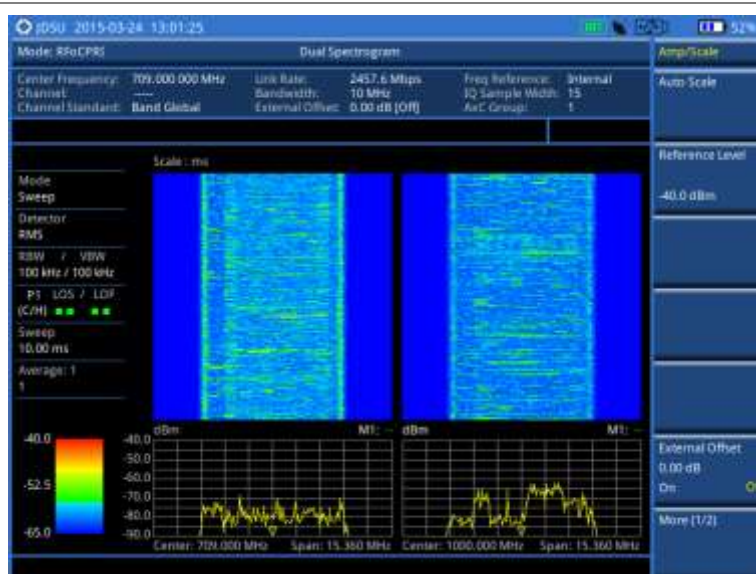 JDSU 2015-03-24 13:01:25
52%
Mode: RFoCPRI
Dual Spectrogram
Amp/Scale
Center Frequency: 709.000 000 MHz
Link Rate: 2457.6 Mbps
Freq Reference: Internal
Channel: ----
Bandwidth: 10 MHz
IQ Sample Width: 15
Channel Standard: Band Global
External Offset: 0.00 dB [Off]
AxC Group: 1
Auto Scale
Reference Level
-40.0 dBm
Scale : ms
Mode
Sweep
Detector
RMS
RBW / VBW
100 kHz / 100 kHz
P1 LOS / LOF
(C/H)
Sweep
10.00 ms
Average: 1
1
-40.0
-52.5
-65.0
dBm
M1: --
dBm
M1: --
-40.0
-50.0
-60.0
-70.0
-80.0
-90.0
Center: 709.000 MHz Span: 15.360 MHz
Center: 1000.000 MHz Span: 15.360 MHz
External Offset
0.00 dB
On
More (1/2)